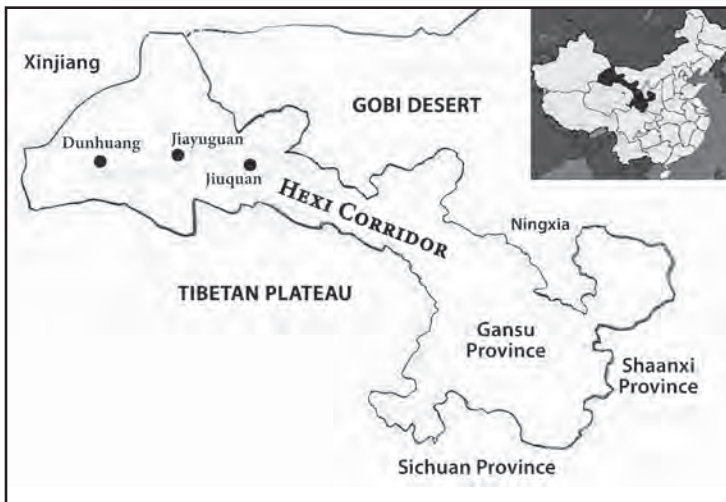 Xinjiang
GOBI DESERT
Dunhuang
Jiayuguan
Jiuquan
HEXI CORRIDOR
Ningxia
TIBETAN PLATEAU
Gansu
Province
Shaanxi
Province
Sichuan Province